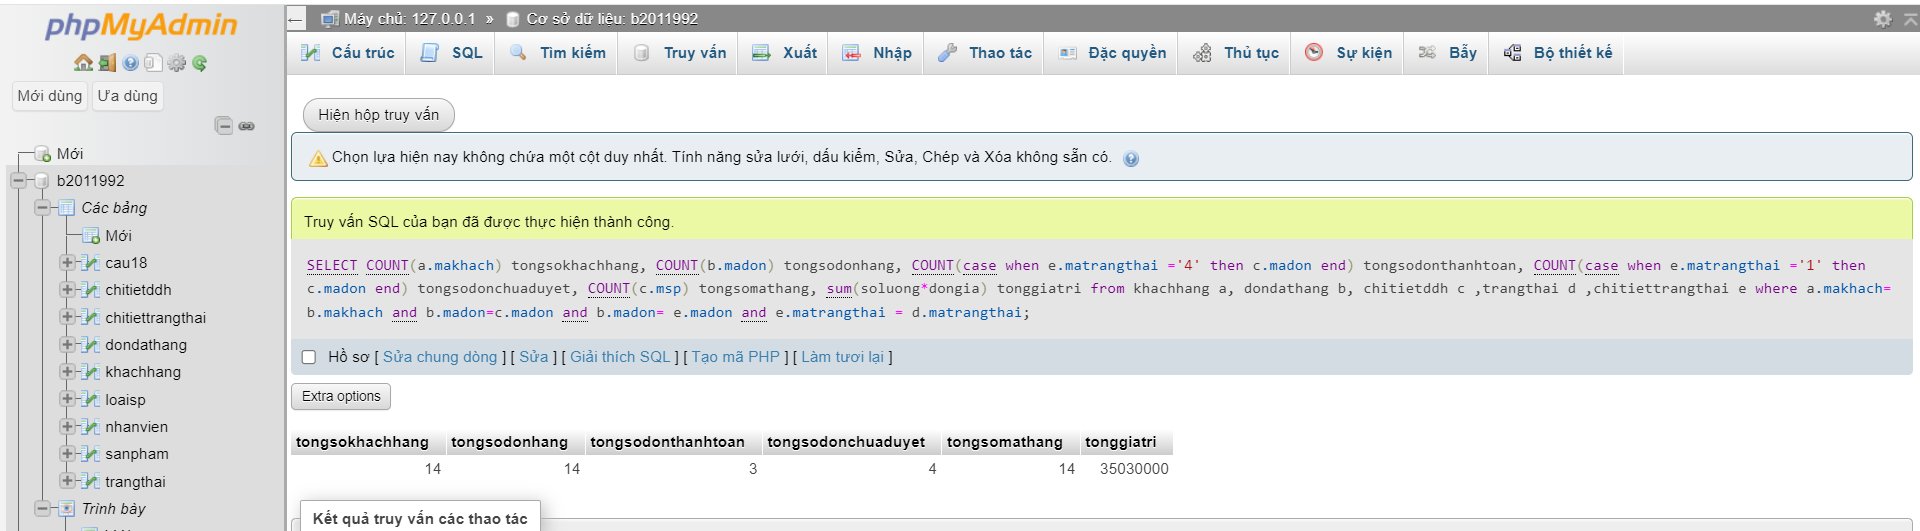 phpMyAdmin
Mới dùng Ưa dùng
Mới
b2011992
Các bảng
Mới
cau18
chitietddh
chitiettrangthai
dondathang
khachhang
loaisp
nhanvien
sanpham
trangthai
Trình bày
Máy chủ: 127.0.0.1 » Cơ sở dữ liệu: b2011992
Cấu trúc SQL Tìm kiếm Truy vấn Xuất Nhập Thao tác Đặc quyền Thủ tục Sự kiện Bẫy Bộ thiết kế
Hiện hộp truy vấn
Chọn lựa hiện nay không chứa một cột duy nhất. Tính năng sửa lưới, dấu kiểm, Sửa, Chép và Xóa không sẵn có.
Truy vấn SQL của bạn đã được thực hiện thành công.
SELECT COUNT(a.makhach) tongsokhachhang, COUNT(b.madon) tongsodonhang, COUNT(case when e.matrangthai ='4' then c.madon end) tongsodonthanhtoan, COUNT(case when e.matrangthai ='1' then
c.madon end) tongsodonchuaduyet, COUNT(c.msp) tongsomathang, sum(soluong*dongia) tonggiatri from khachhang a, dondathang b, chitietddh c ,trangthai d ,chitiettrangthai e where a.makhach=
b.makhach and b.madon=c.madon and b.madon= e.madon and e.matrangthai = d.matrangthai;
Hồ sơ [ Sửa chung dòng ] [ Sửa ] [ Giải thích SQL ] [ Tạo mã PHP ] [ Làm tươi lại ]
Extra options
tongsokhachhang tongsodonhang tongsodonthanhtoan tongsodonchuaduyet tongsomathang tonggiatri
14 14 3 4 14 35030000
Kết quả truy vấn các thao tác